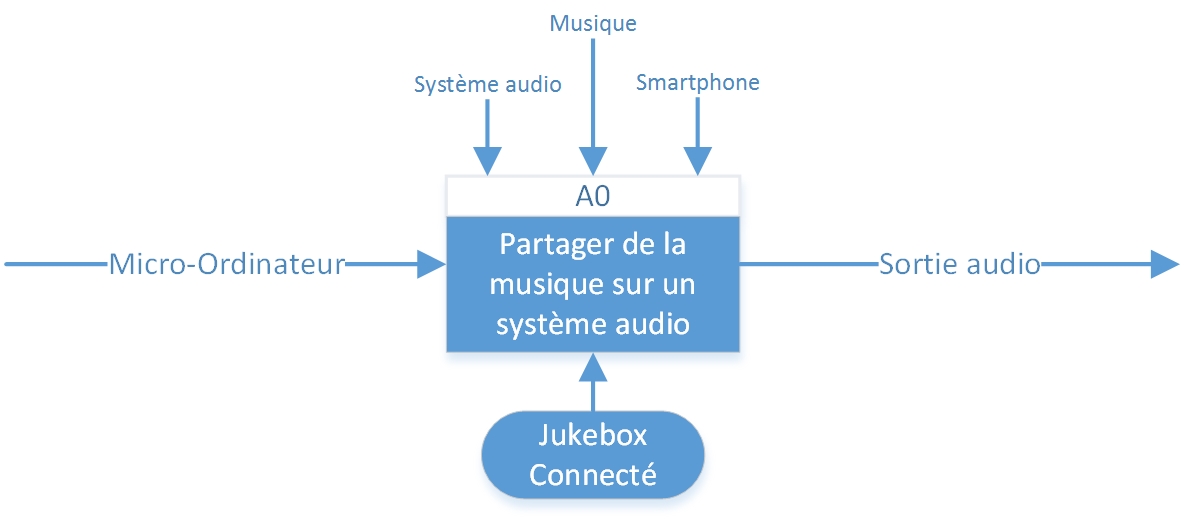 Musique
Système audio
Smartphone
A0
Partager de la
musique sur un
système audio
Micro-Ordinateur
Sortie audio
Jukebox
Connecté